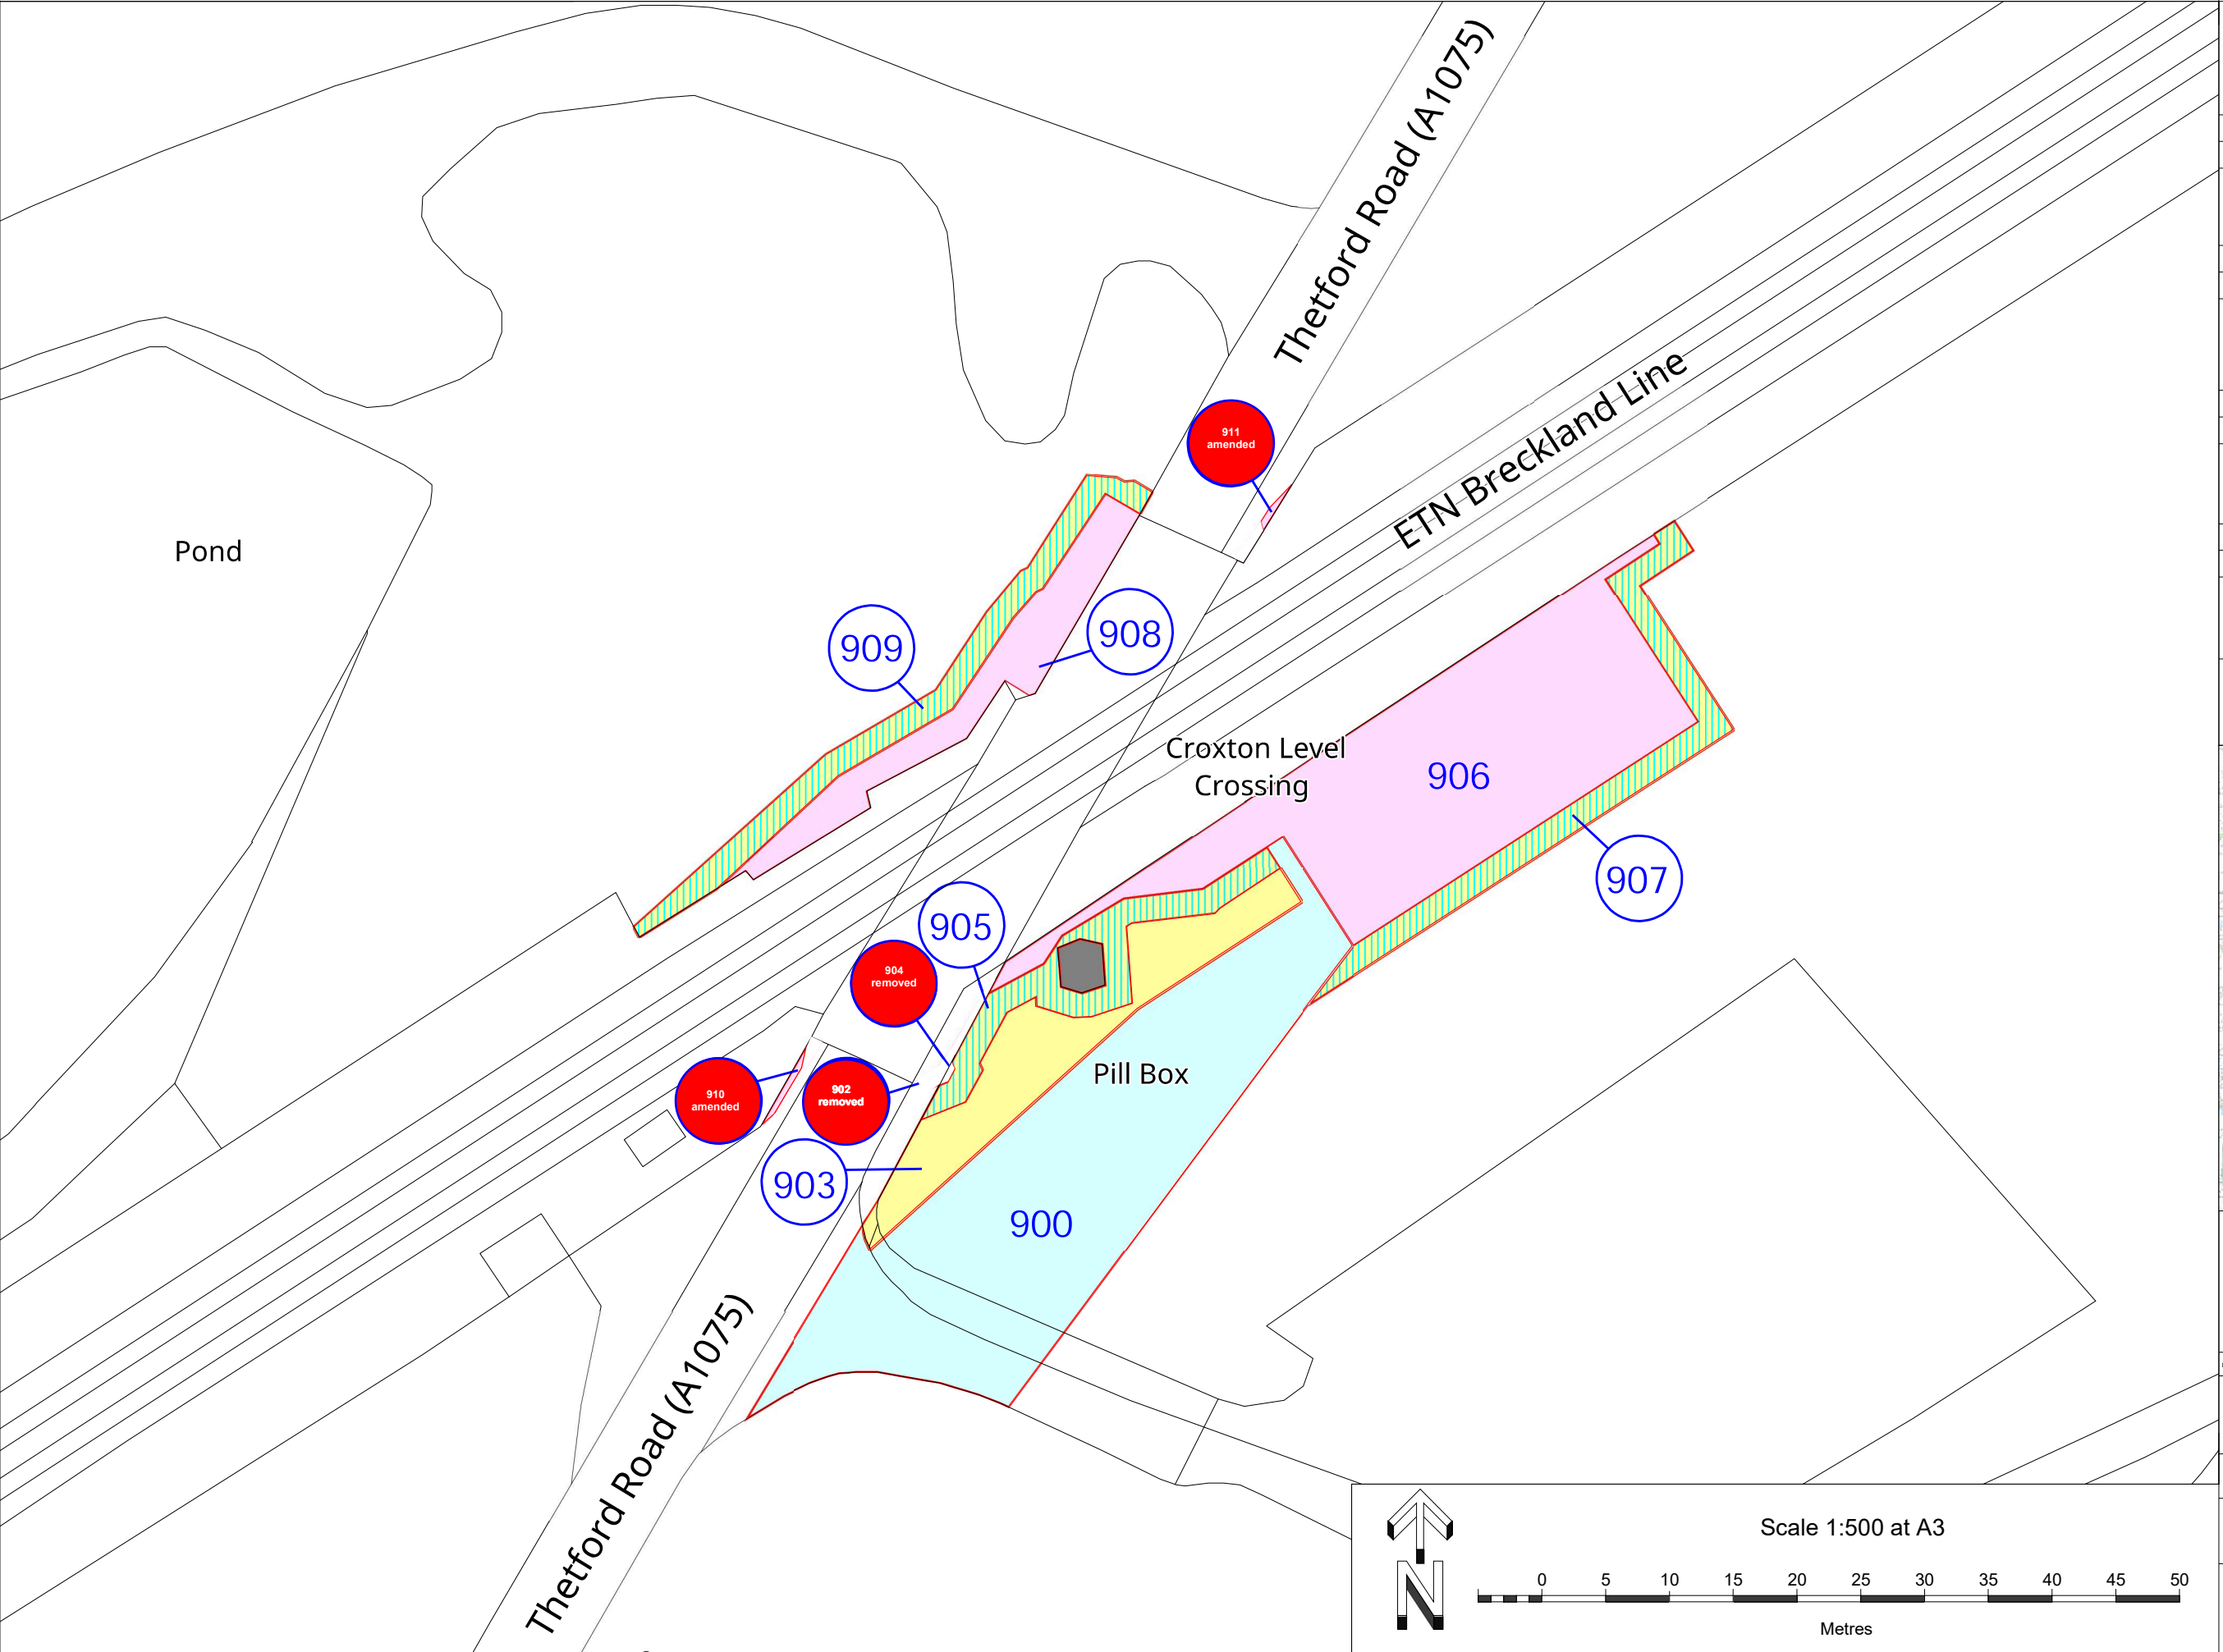 Thetford Road (A1075)
911
amended
ETN Breckland Line
Pond
909
908
Croxton Level
Crossing
906
907
905
904
removed
910
amended
902
removed
Pill Box
903
900
Thetford Road (A1075)
Scale 1:500 at A3
N
0 5 10 15 20 25 30 35 40 45 50
Metres